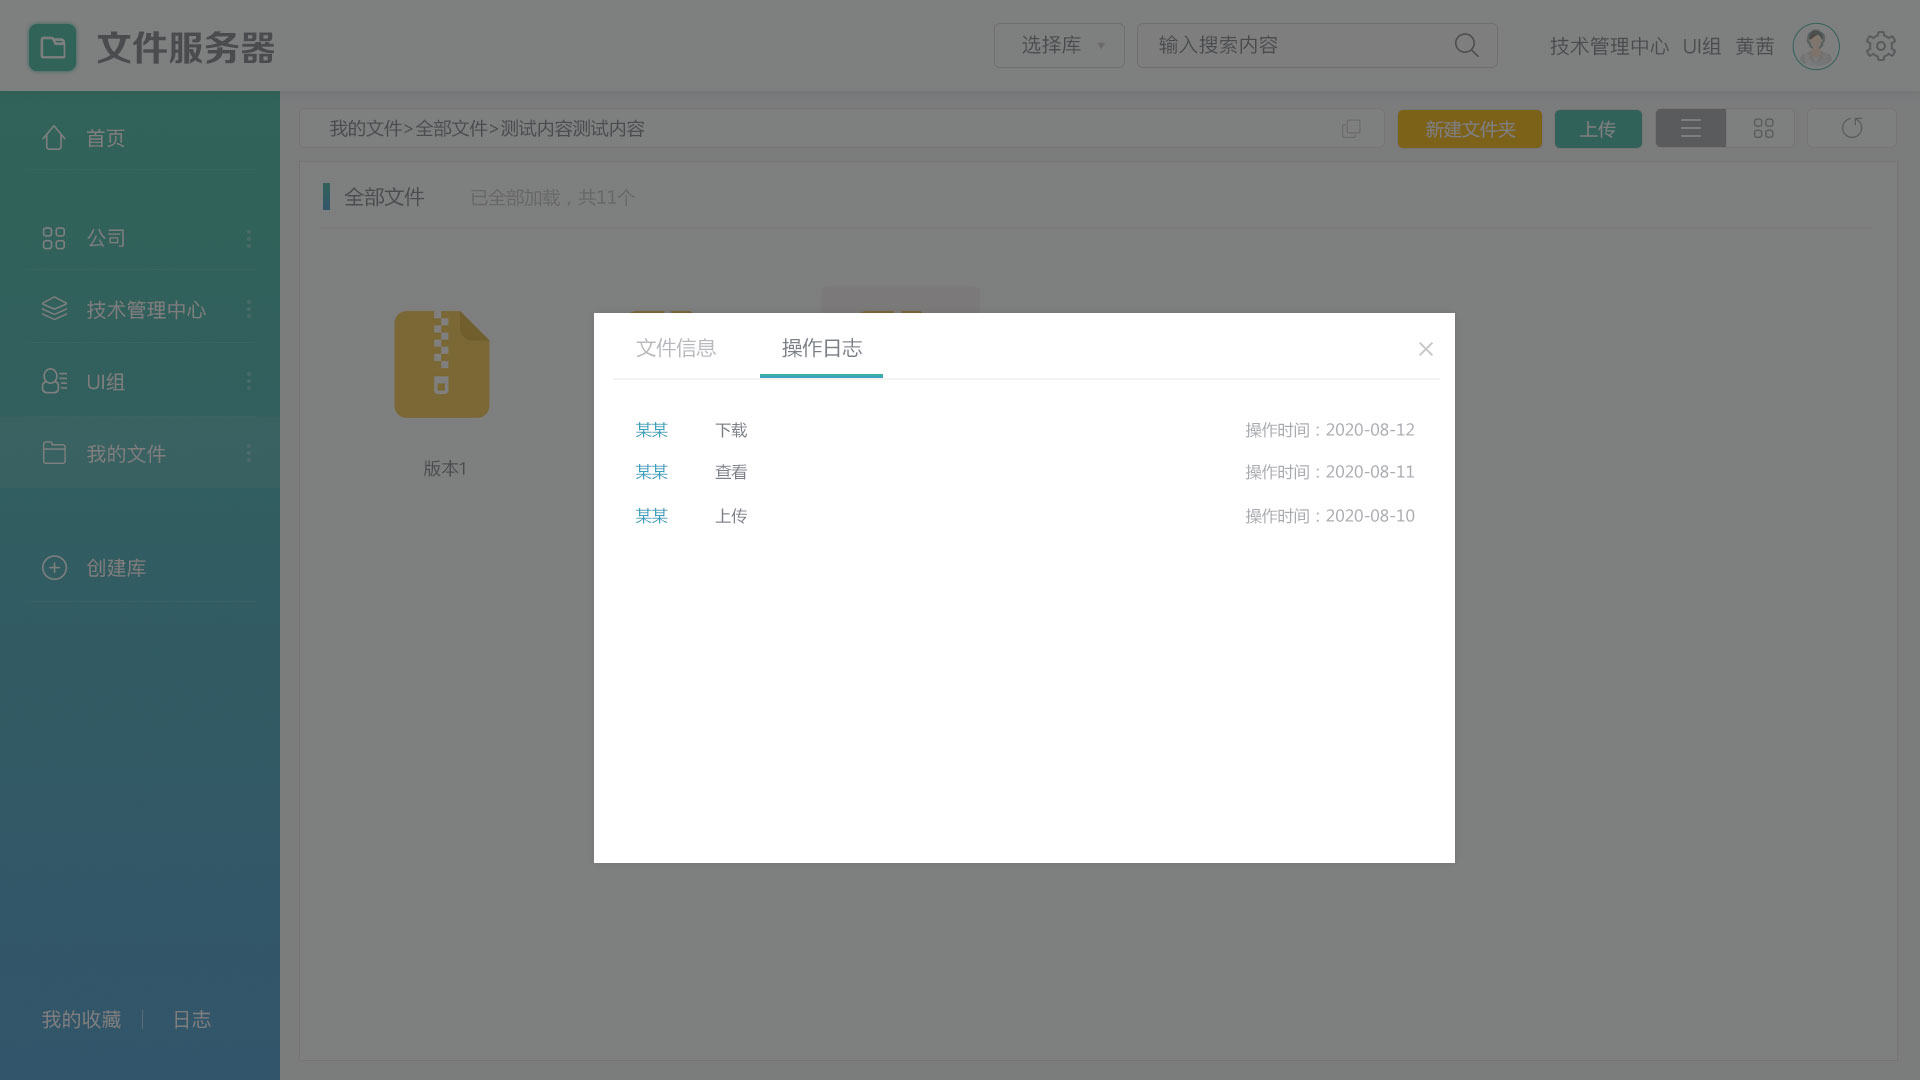 文件服务器
选择库
输入搜索内容
技术管理中心 UI组 黄茜
首页
公司
技术管理中心
UI组
我的文件
创建库
我的收藏 | 日志
我的文件>全部文件>测试内容测试内容
新建文件夹
上传
全部文件 已全部加载，共11个
版本1
文件信息 操作日志
某某 下载 操作时间：2020-08-12
某某 查看 操作时间：2020-08-11
某某 上传 操作时间：2020-08-10